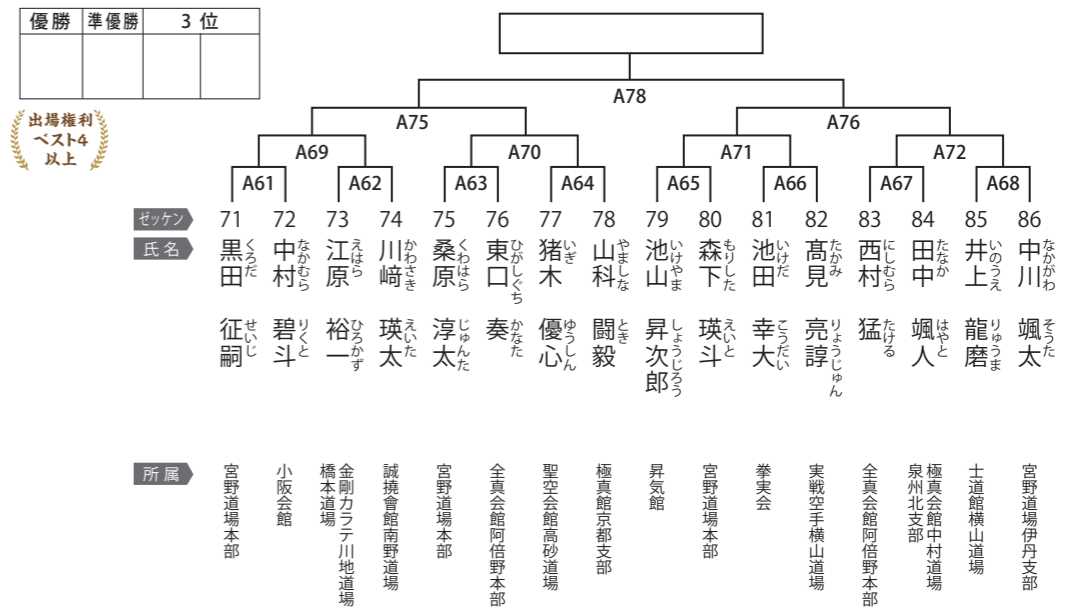 優勝 準優勝 3位
出場権利
ベスト4
以上
A78
A75 A76
A69 A70 A71 A72
A61 A62 A63 A64 A65 A66 A67 A68
ゼッケン 71 72 73 74 75 76 77 78 79 80 81 82 83 84 85 86
氏名
黒田 征嗣
くろだ せいじ
中村 碧斗
なかむら りくと
江原 裕一
えはら ひろかず
川﨑 瑛太
かわさき えいた
桑原 淳太
くわはら じゅんた
東口 奏
ひがしぐち かなた
猪木 優心
いぎ ゆうしん
山科 闘毅
やましな とき
池山 昇次郎
いけやま しょうじろう
森下 瑛斗
もりした えいと
池田 幸大
いけだ こうだい
髙見 亮諄
たかみ りょうじゅん
西村 猛
にしむら たける
田中 颯人
たなか はやと
井上 龍磨
いのうえ りゅうま
中川 颯太
なかがわ そうた
所属
宮野道場本部
小阪会館
金剛カラテ川地道場
橋本道場
誠撓會館南野道場
宮野道場本部
全真会館阿倍野本部
聖空会館高砂道場
極真館京都支部
昇気館
宮野道場本部
拳実会
実戦空手横山道場
全真会館阿倍野本部
極真会館中村道場
泉州北支部
士道館横山道場
宮野道場伊丹支部